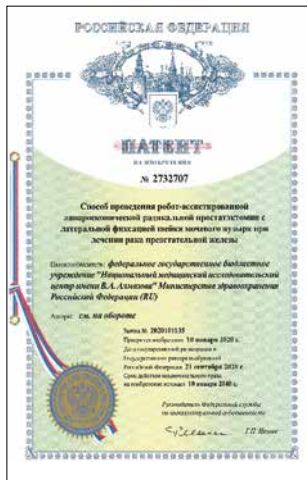 РОССИЙСКАЯ ФЕДЕРАЦИЯ
ПАТЕНТ
НА ИЗОБРЕТЕНИЕ
№ 2732707
Способ проведения робот-ассистированной
лапароскопической радикальной простатэктомии с
латеральной фиксацией шейки мочевого пузыря при
лечении рака предстательной железы
Патентообладатель: федеральное государственное бюджетное
учреждение "Национальный медицинский исследовательский
центр имени В.А. Алмазова" Министерства здравоохранения
Российской Федерации (RU)
Авторы: см. на обороте
Заявка № 2020101135
Приоритет изобретения 10 января 2020 г.
Дата государственной регистрации в
Государственном реестре изобретений
Российской Федерации 21 сентября 2020 г.
Срок действия исключительного права
на изобретение истекает 10 января 2040 г.
Руководитель Федеральной службы
по интеллектуальной собственности
Г.П. Ивлиев